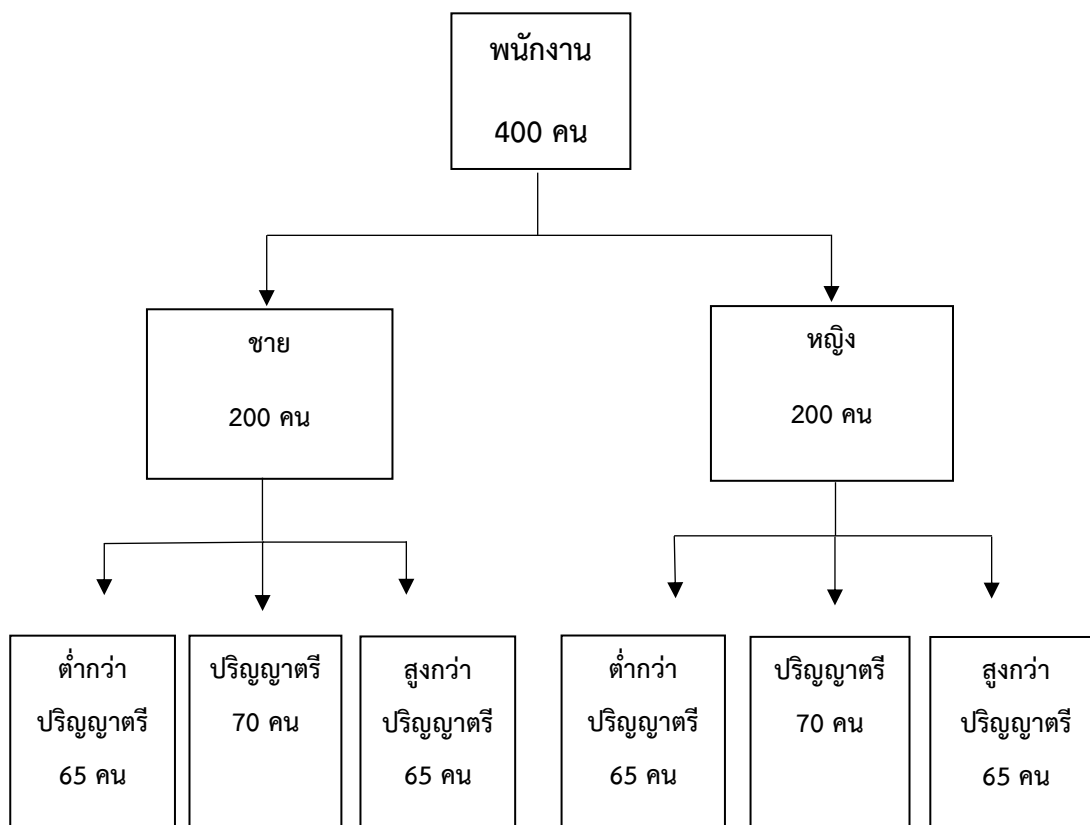 พนักงาน
400 คน
ชาย
200 คน
หญิง
200 คน
ต่ำกว่า
ปริญญาตรี
65 คน
ปริญญาตรี
70 คน
สูงกว่า
ปริญญาตรี
65 คน
ต่ำกว่า
ปริญญาตรี
65 คน
ปริญญาตรี
70 คน
สูงกว่า
ปริญญาตรี
65 คน